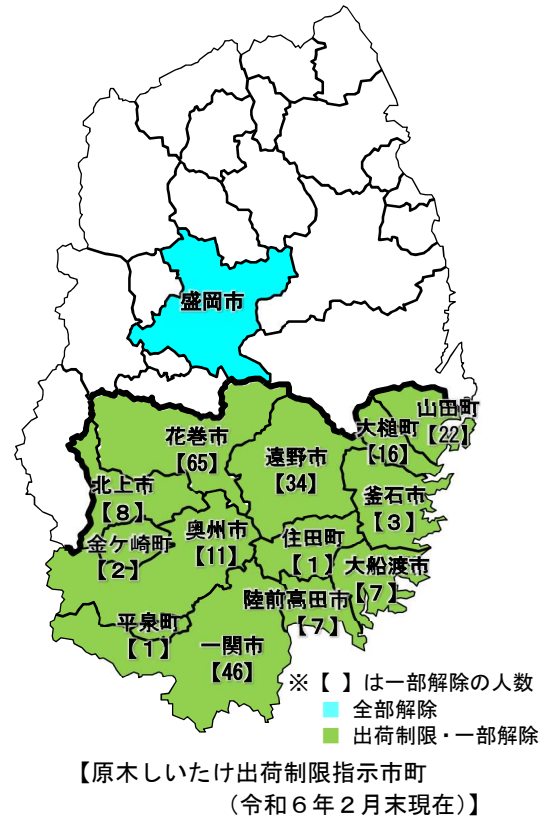 盛岡市
山田町
【22】
大槌町
【16】
花巻市
【65】
遠野市
【34】
北上市
【8】
釜石市
【3】
奥州市
【11】
金ケ崎町
【2】
住田町
【1】
大船渡市
【7】
陸前高田市
【7】
平泉町
【1】
一関市
【46】
※【 】は一部解除の人数
全部解除
出荷制限・一部解除
【原木しいたけ出荷制限指示市町
（令和６年２月末現在）】